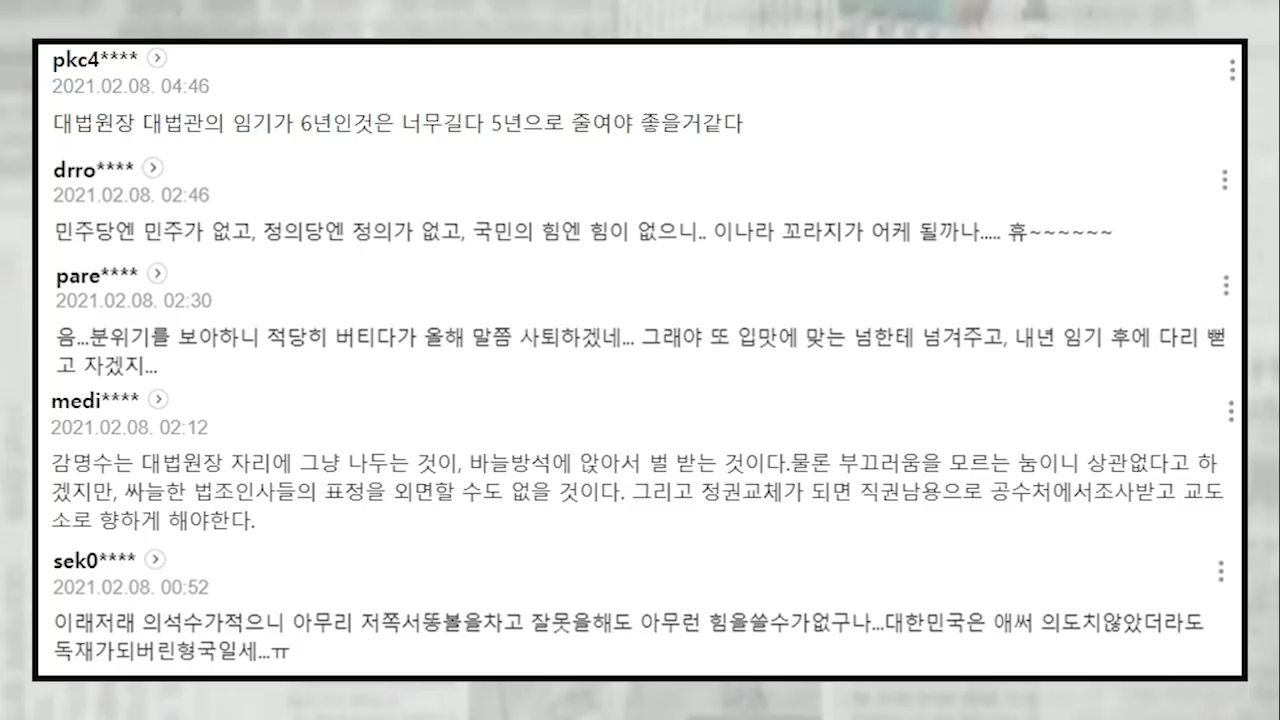 pkc4****
2021.02.08. 04:46
대법원장 대법관의 임기가 6년인것은 너무길다 5년으로 줄여야 좋을거같다
drro****
2021.02.08. 02:46
민주당엔 민주가 없고, 정의당엔 정의가 없고, 국민의 힘엔 힘이 없으니.. 이나라 꼬라지가 어케 될까나..... 휴~~~~~~
pare****
2021.02.08. 02:30
음...분위기를 보아하니 적당히 버티다가 올해 말쯤 사퇴하겠네... 그래야 또 입맛에 맞는 넘한테 넘겨주고, 내년 임기 후에 다리 뻗
고 자겠지...
medi****
2021.02.08. 02:12
감명수는 대법원장 자리에 그냥 나두는 것이, 바늘방석에 앉아서 벌 받는 것이다.물론 부끄러움을 모르는 눔이니 상관없다고 하
겠지만, 싸늘한 법조인사들의 표정을 외면할 수도 없을 것이다. 그리고 정권교체가 되면 직권남용으로 공수처에서조사받고 교도
소로 향하게 해야한다.
sek0****
2021.02.08. 00:52
이래저래 의석수가적으니 아무리 저쪽서똥볼을차고 잘못을해도 아무런 힘을쓸수가없구나...대한민국은 애써 의도치않았더라도
독재가되버린형국일세...ㅠ